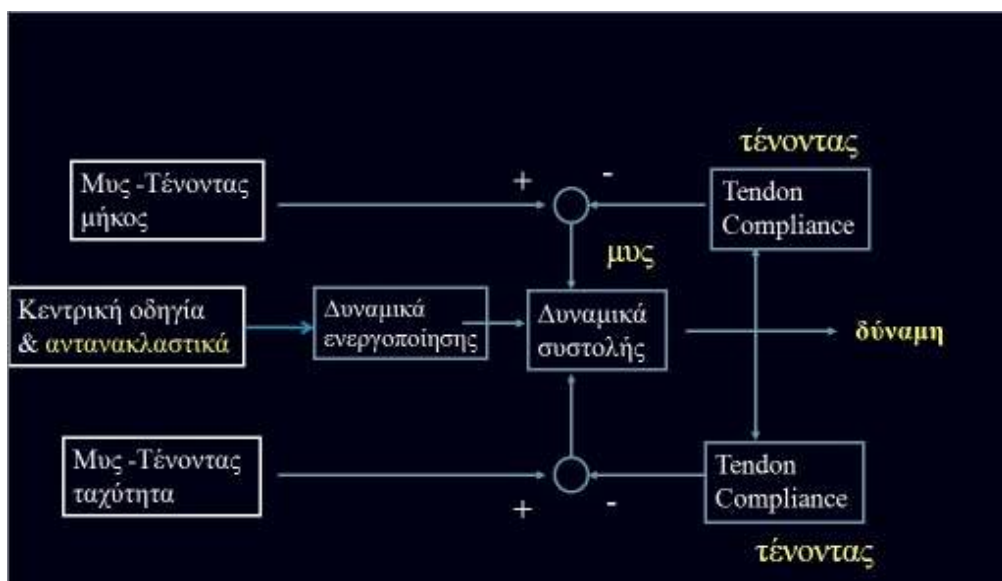 τένοντας
Μυς -Τένοντας
μήκος
+
-
Tendon
Compliance
μυς
Κεντρική οδηγία
& αντανακλαστικά
Δυναμικά
ενεργοποίησης
Δυναμικά
συστολής
δύναμη
Μυς -Τένοντας
ταχύτητα
+
-
Tendon
Compliance
τένοντας